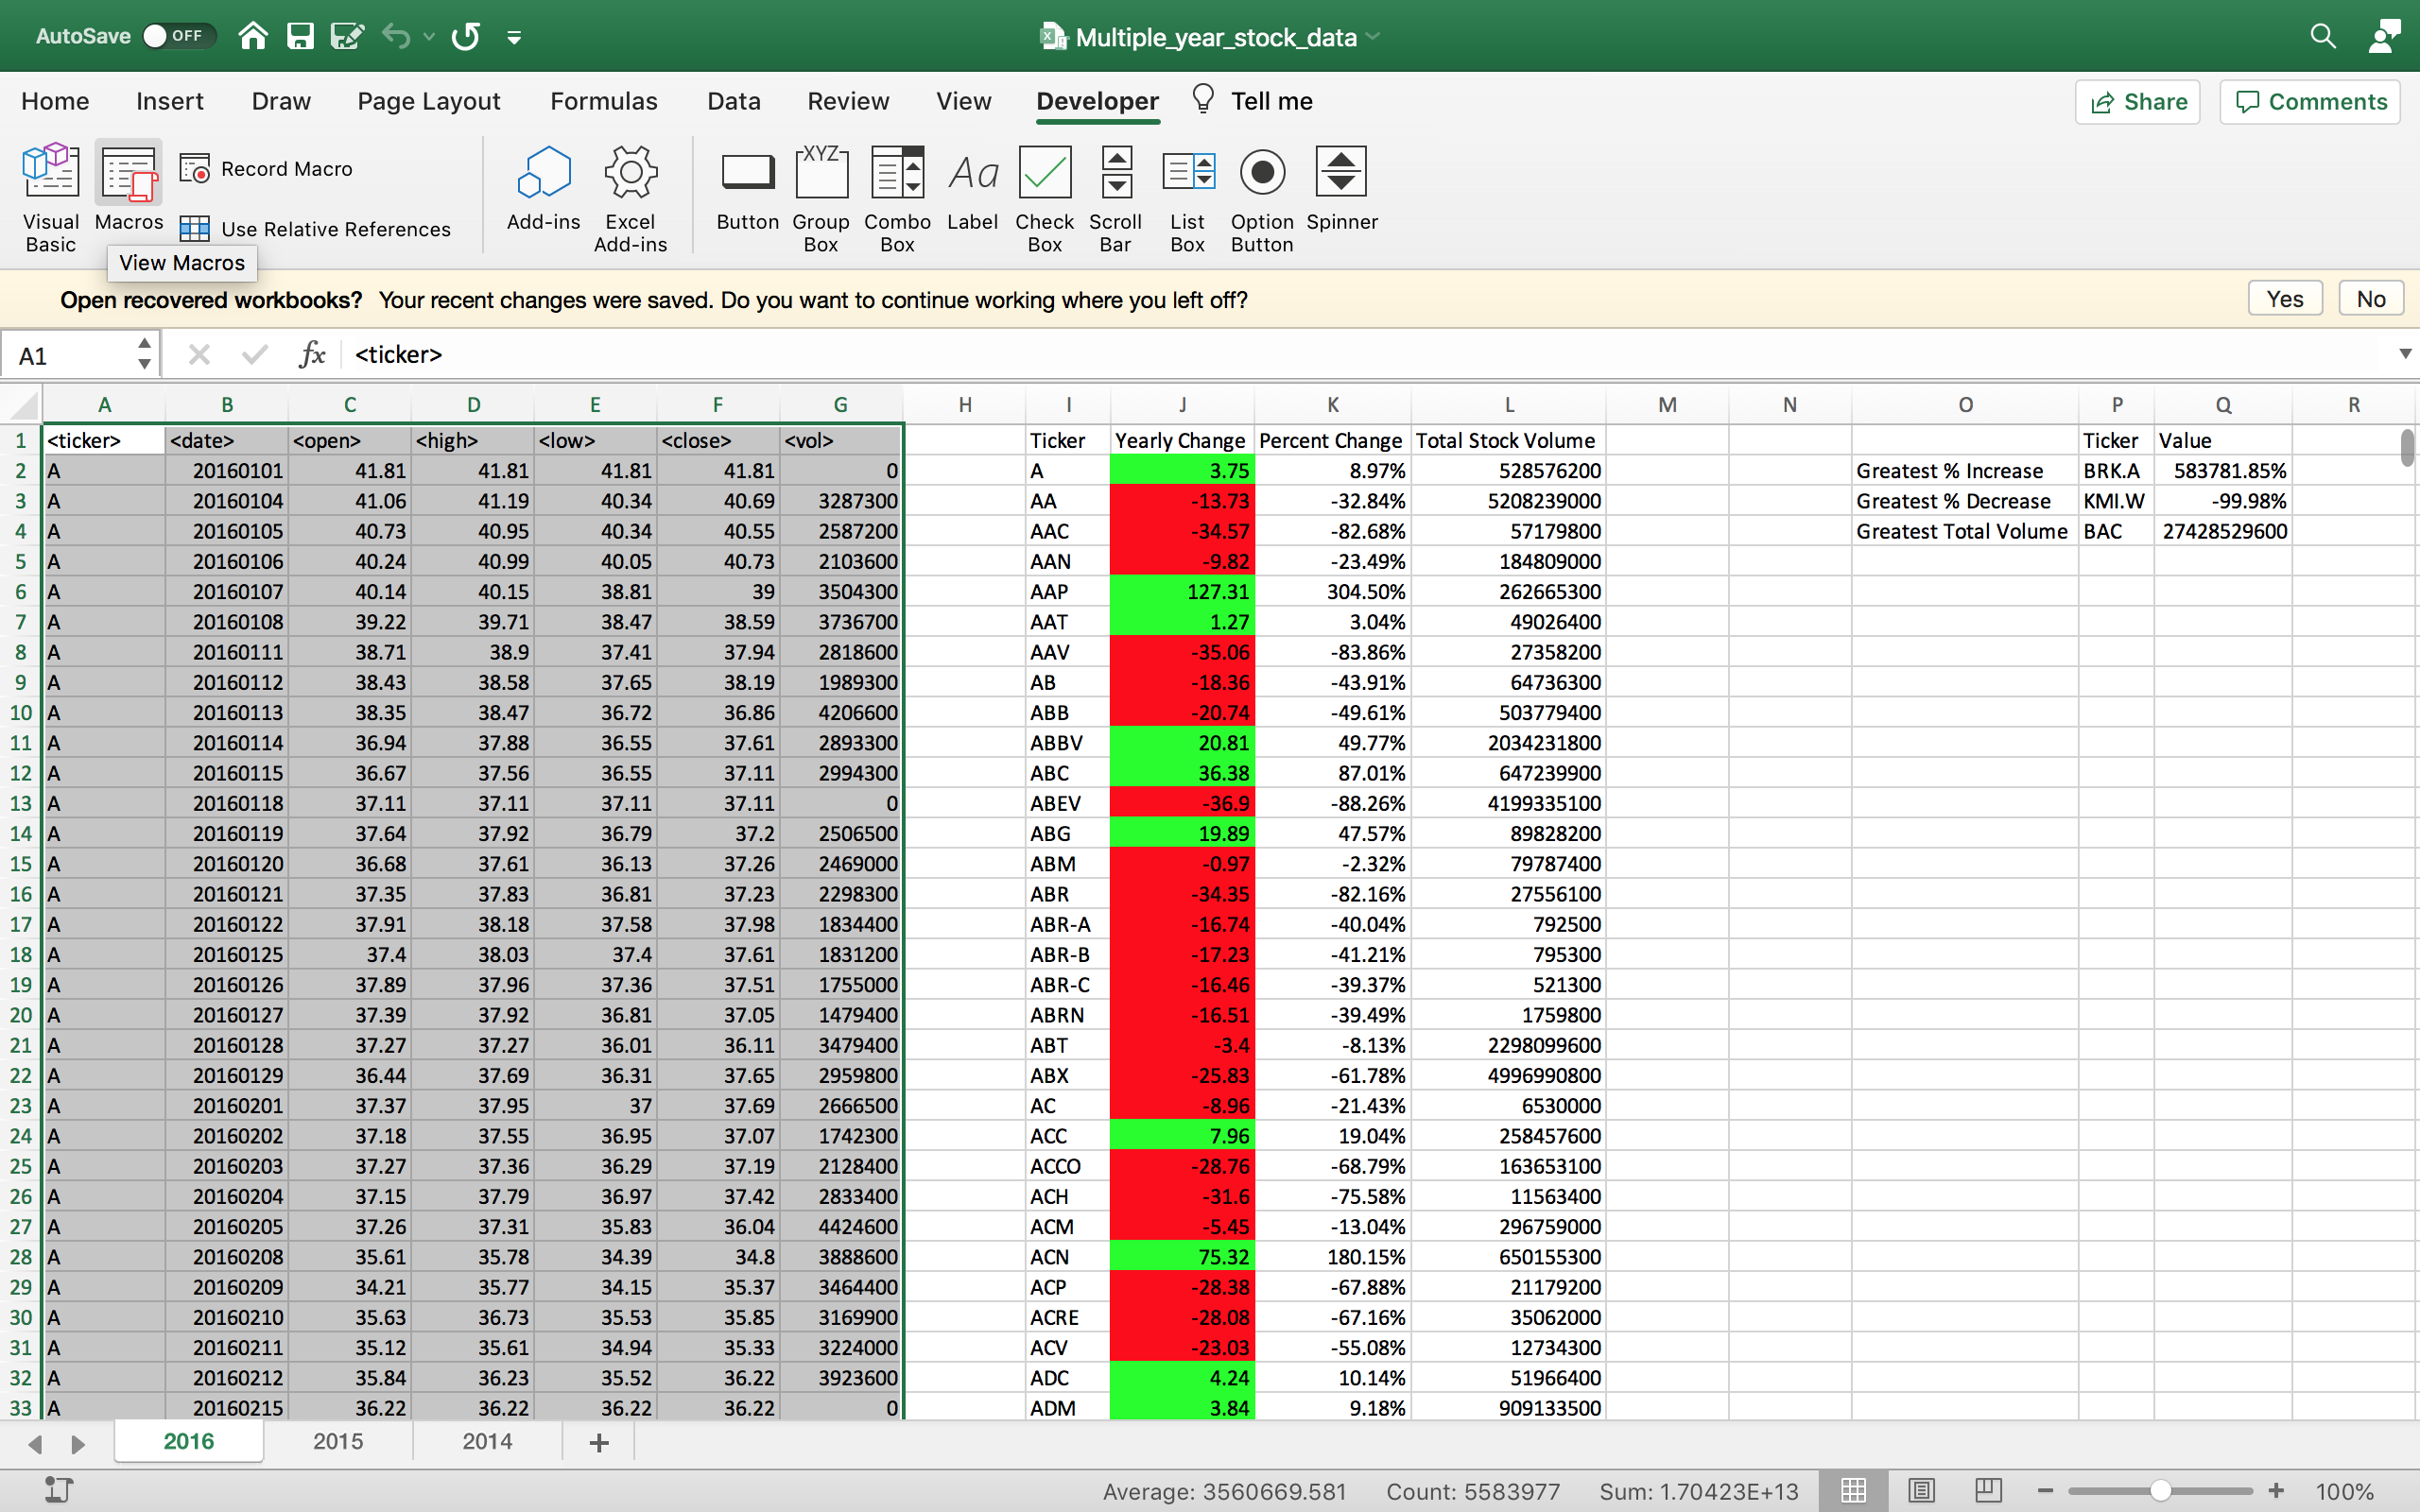 AutoSave OFF Multiple_year_stock_data
Home Insert Draw Page Layout Formulas Data Review View Developer Tell me Share Comments
Visual Basic Macros Record Macro Use Relative References Add-ins Excel Add-ins Button XYZ Group Box Combo Box Aa Label Check Box Scroll Bar List Box Option Button Spinner
View Macros
Open recovered workbooks? Your recent changes were saved. Do you want to continue working where you left off? Yes No
A1 fx <ticker>
A B C D E F G H I J K L M N O P Q R
1 <ticker> <date> <open> <high> <low> <close> <vol> Ticker Yearly Change Percent Change Total Stock Volume Ticker Value
2 A 20160101 41.81 41.81 41.81 41.81 0 A 3.75 8.97% 528576200 Greatest % Increase BRK.A 583781.85%
3 A 20160104 41.06 41.19 40.34 40.69 3287300 AA -13.73 -32.84% 5208239000 Greatest % Decrease KMI.W -99.98%
4 A 20160105 40.73 40.95 40.34 40.55 2587200 AAC -34.57 -82.68% 57179800 Greatest Total Volume BAC 27428529600
5 A 20160106 40.24 40.99 40.05 40.73 2103600 AAN -9.82 -23.49% 184809000
6 A 20160107 40.14 40.15 38.81 39 3504300 AAP 127.31 304.50% 262665300
7 A 20160108 39.22 39.71 38.47 38.59 3736700 AAT 1.27 3.04% 49026400
8 A 20160111 38.71 38.9 37.41 37.94 2818600 AAV -35.06 -83.86% 27358200
9 A 20160112 38.43 38.58 37.65 38.19 1989300 AB -18.36 -43.91% 64736300
10 A 20160113 38.35 38.47 36.72 36.86 4206600 ABB -20.74 -49.61% 503779400
11 A 20160114 36.94 37.88 36.55 37.61 2893300 ABBV 20.81 49.77% 2034231800
12 A 20160115 36.67 37.56 36.55 37.11 2994300 ABC 36.38 87.01% 647239900
13 A 20160118 37.11 37.11 37.11 37.11 0 ABEV -36.9 -88.26% 4199335100
14 A 20160119 37.64 37.92 36.79 37.2 2506500 ABG 19.89 47.57% 89828200
15 A 20160120 36.68 37.61 36.13 37.26 2469000 ABM -0.97 -2.32% 79787400
16 A 20160121 37.35 37.83 36.81 37.23 2298300 ABR -34.35 -82.16% 27556100
17 A 20160122 37.91 38.18 37.58 37.98 1834400 ABR-A -16.74 -40.04% 792500
18 A 20160125 37.4 38.03 37.4 37.61 1831200 ABR-B -17.23 -41.21% 795300
19 A 20160126 37.89 37.96 37.36 37.51 1755000 ABR-C -16.46 -39.37% 521300
20 A 20160127 37.39 37.92 36.81 37.05 1479400 ABRN -16.51 -39.49% 1759800
21 A 20160128 37.27 37.27 36.01 36.11 3479400 ABT -3.4 -8.13% 2298099600
22 A 20160129 36.44 37.69 36.31 37.65 2959800 ABX -25.83 -61.78% 4996990800
23 A 20160201 37.37 37.95 37 37.69 2666500 AC -8.96 -21.43% 6530000
24 A 20160202 37.18 37.55 36.95 37.07 1742300 ACC 7.96 19.04% 258457600
25 A 20160203 37.27 37.36 36.29 37.19 2128400 ACCO -28.76 -68.79% 163653100
26 A 20160204 37.15 37.79 36.97 37.42 2833400 ACH -31.6 -75.58% 11563400
27 A 20160205 37.26 37.31 35.83 36.04 4424600 ACM -5.45 -13.04% 296759000
28 A 20160208 35.61 35.78 34.39 34.8 3888600 ACN 75.32 180.15% 650155300
29 A 20160209 34.21 35.77 34.15 35.37 3464400 ACP -28.38 -67.88% 21179200
30 A 20160210 35.63 36.73 35.53 35.85 3169900 ACRE -28.08 -67.16% 35062000
31 A 20160211 35.12 35.61 34.94 35.33 3224000 ACV -23.03 -55.08% 12734300
32 A 20160212 35.84 36.23 35.52 36.22 3923600 ADC 4.24 10.14% 51966400
33 A 20160215 36.22 36.22 36.22 36.22 0 ADM 3.84 9.18% 909133500
2016 2015 2014 +
Average: 3560669.581 Count: 5583977 Sum: 1.70423E+13 100%